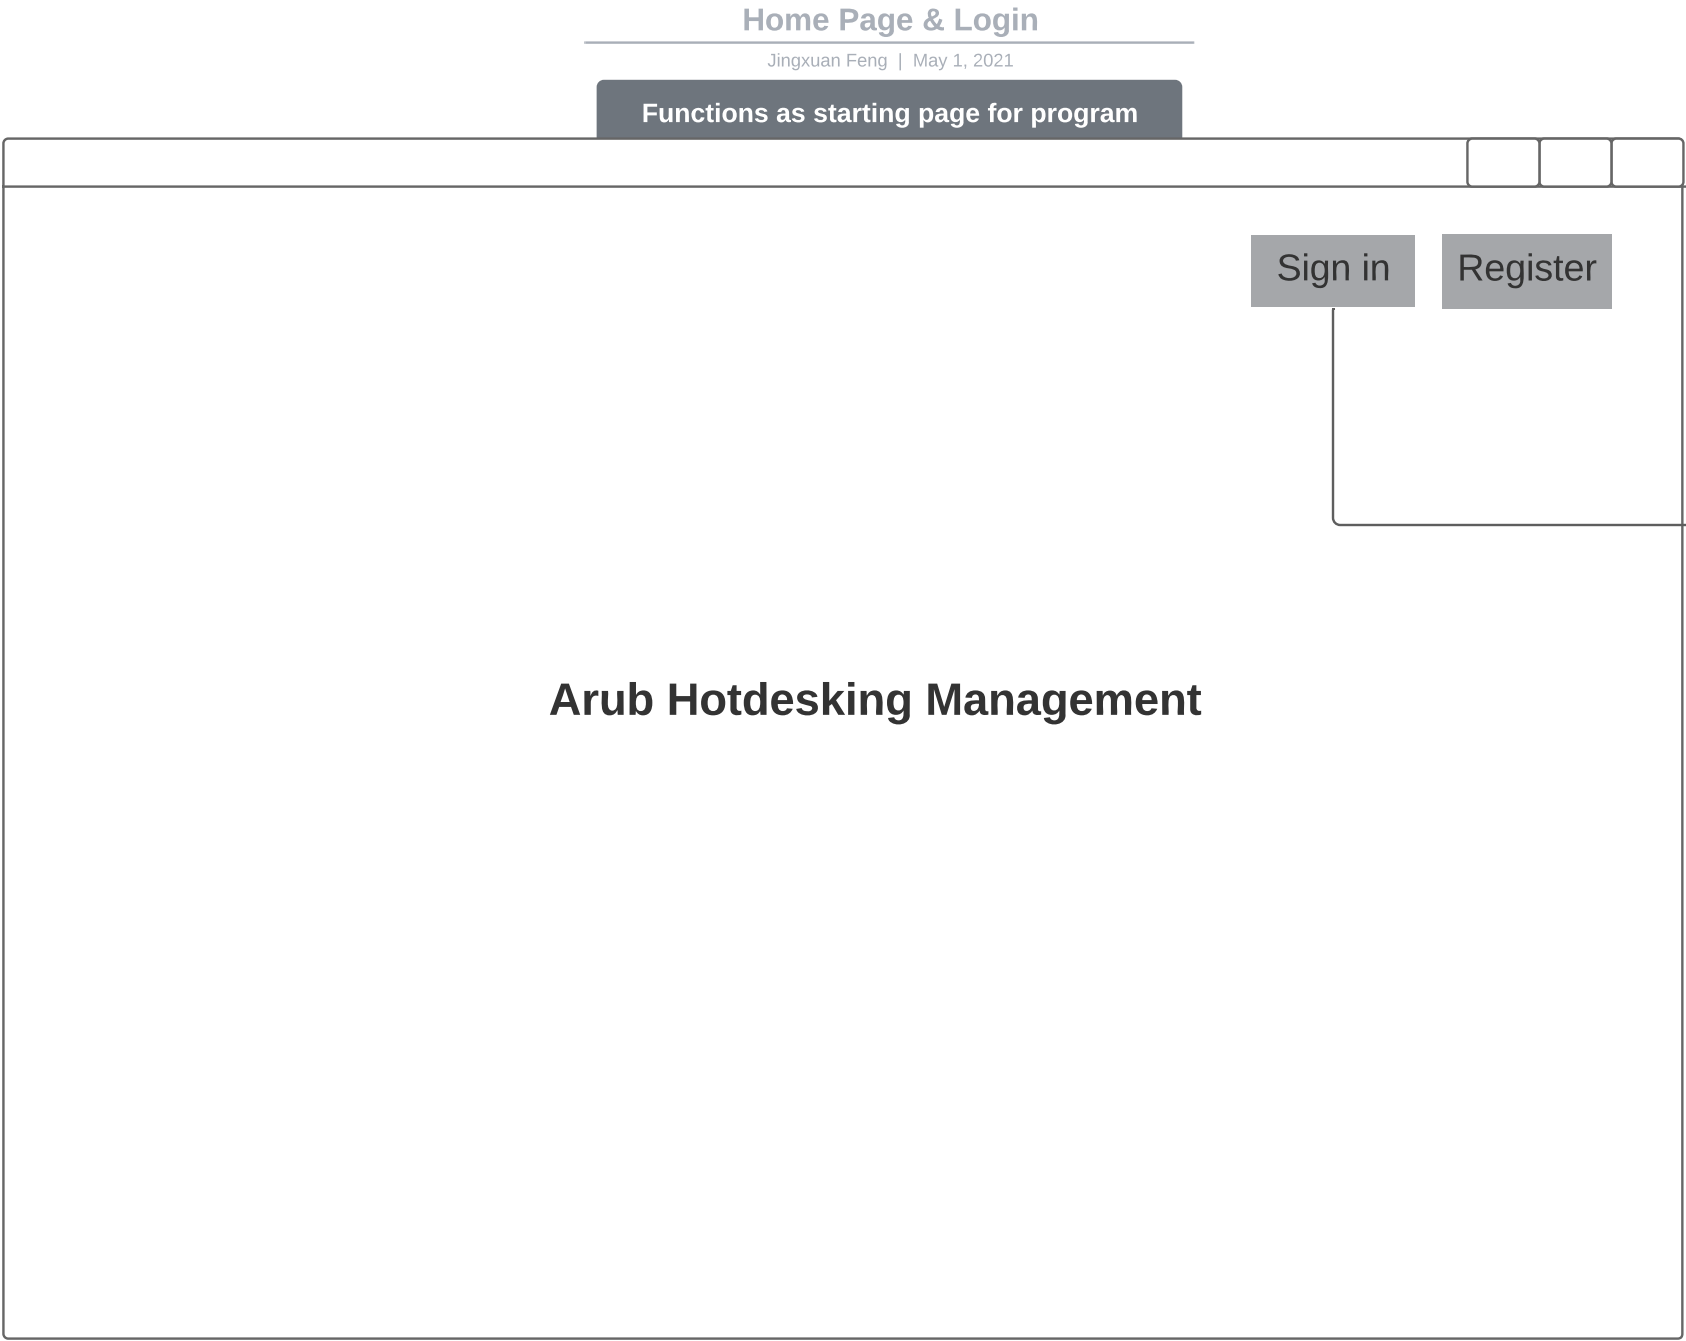 Home Page & Login
Jingxuan Feng | May 1, 2021
Functions as starting page for program
Sign in
Register
Arub Hotdesking Management